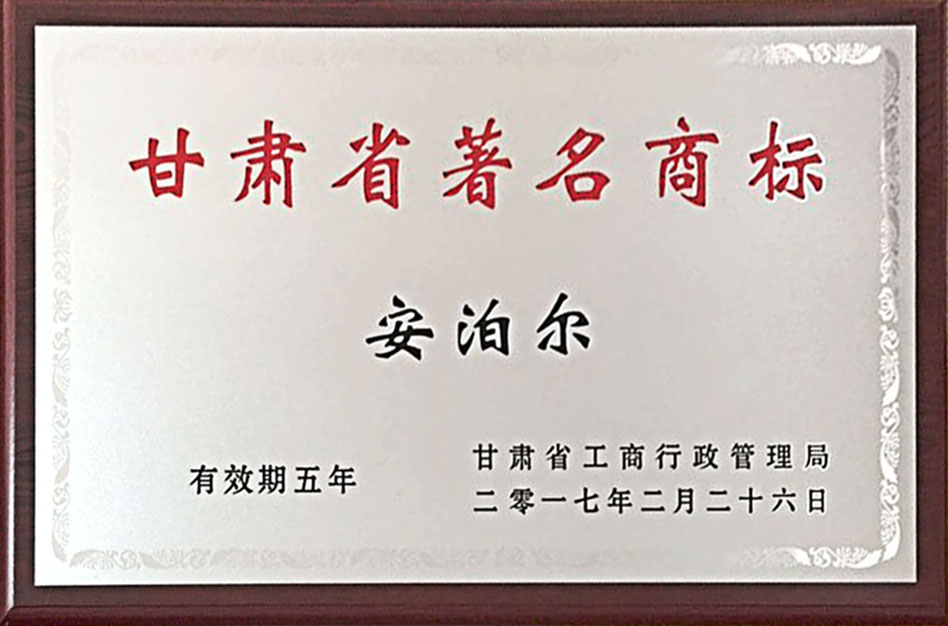 甘肃省著名商标
安泊尔
有效期五年
甘肃省工商行政管理局
二零一七年二月二十六日